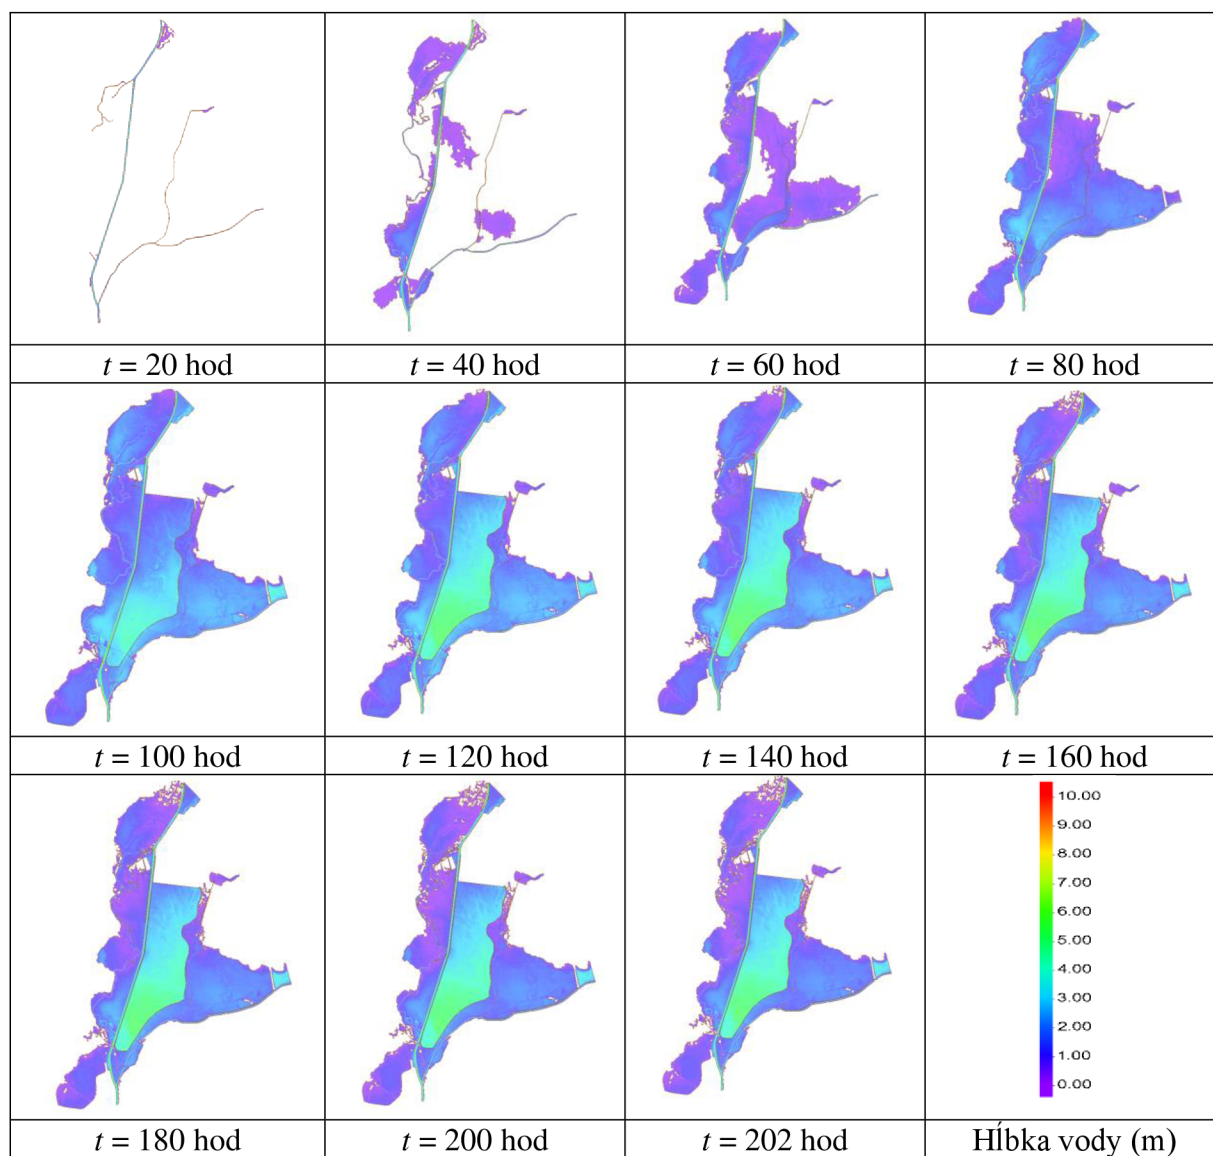 t = 20 hod
t = 40 hod
t = 60 hod
t = 80 hod
t = 100 hod
t = 120 hod
t = 140 hod
t = 160 hod
10.00
9.00
8.00
7.00
6.00
5.00
4.00
3.00
2.00
1.00
0.00
t = 180 hod
t = 200 hod
t = 202 hod
Hĺbka vody (m)